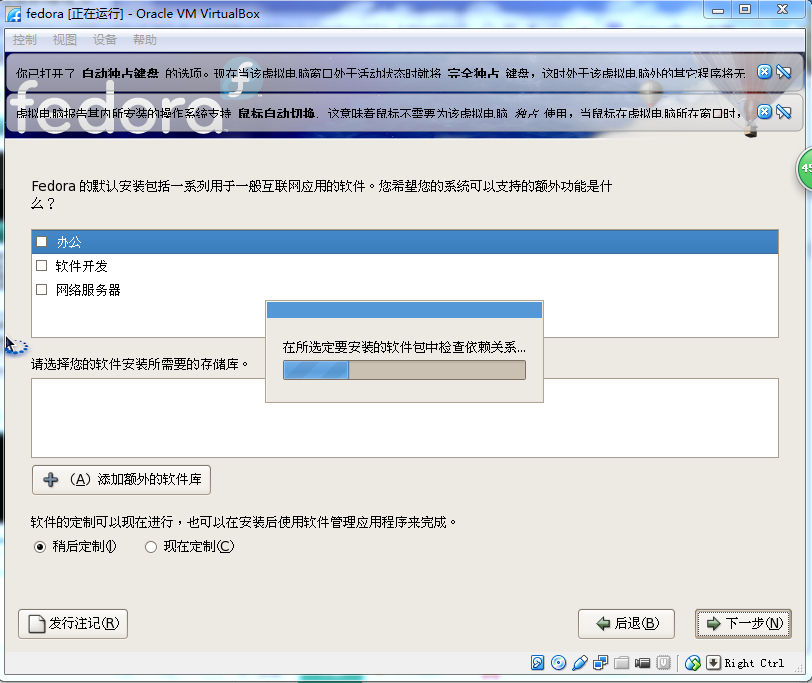 fedora [正在运行] - Oracle VM VirtualBox
控制 视图 设备 帮助
你已打开了 自动独占键盘 的选项。现在当该虚拟电脑窗口处于活动状态时就将 完全独占 键盘，这时处于该虚拟电脑外的其它程序将无
fedora
虚拟电脑报告其内所安装的操作系统支持 鼠标自动切换. 这意味着鼠标不需要为该虚拟电脑 独占 使用，当鼠标在虚拟电脑所在窗口时，
Fedora 的默认安装包括一系列用于一般互联网应用的软件。您希望您的系统可以支持的额外功能是什
么？
办公
软件开发
网络服务器
在所选定要安装的软件包中检查依赖关系...
请选择您的软件安装所需要的存储库。
（A）添加额外的软件库
软件的定制可以现在进行，也可以在安装后使用软件管理应用程序来完成。
稍后定制(l) 现在定制(C)
发行注记(R) 后退(B) 下一步(N)
Right Ctrl